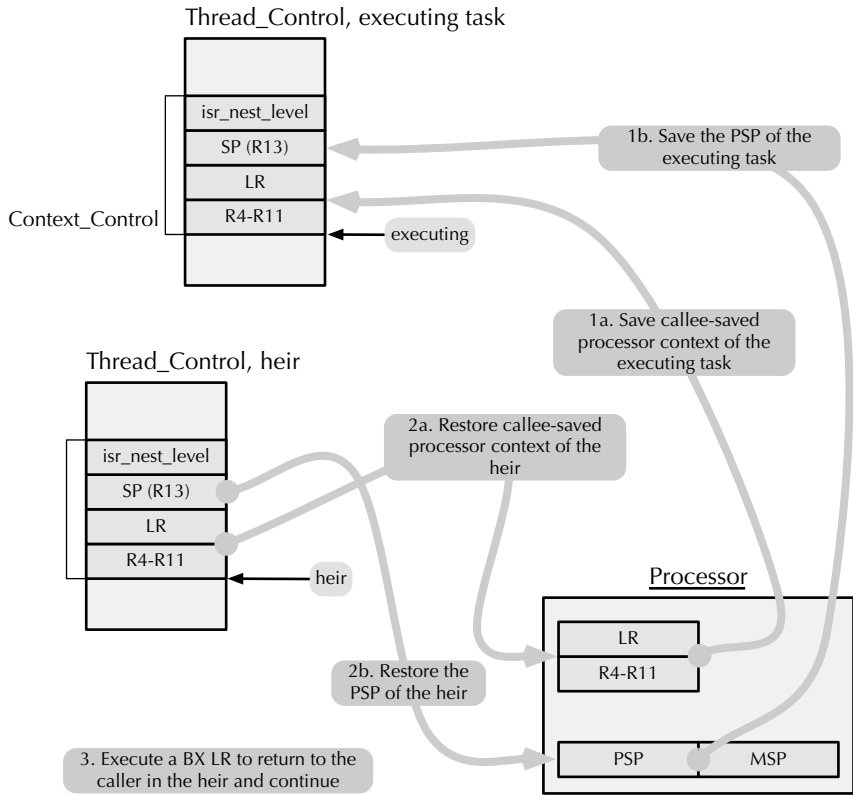 Thread_Control, executing task
isr_nest_level
SP (R13)
LR
R4-R11
Context_Control
executing
1b. Save the PSP of the
executing task
1a. Save callee-saved
processor context of the
executing task
Thread_Control, heir
isr_nest_level
SP (R13)
LR
R4-R11
heir
2a. Restore callee-saved
processor context of the
heir
2b. Restore the
PSP of the heir
Processor
LR
R4-R11
PSP
MSP
3. Execute a BX LR to return to the
caller in the heir and continue